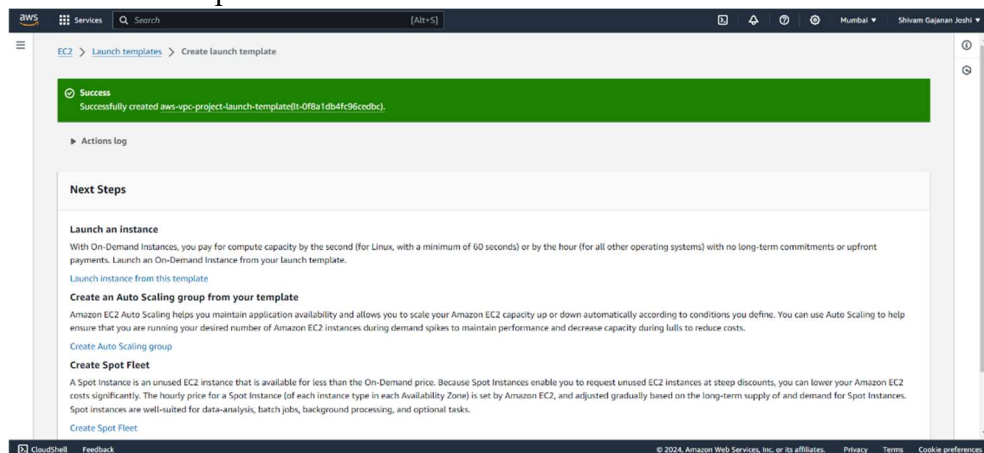 aws
Services
Search
[Alt+S]
Mumbai
Shivam Gajanan Joshi
EC2 > Launch templates > Create launch template
Success
Successfully created aws-vpc-project-launch-template(lt-0f8a1db4fc96cedbc).
Actions log
Next Steps
Launch an instance
With On-Demand Instances, you pay for compute capacity by the second (for Linux, with a minimum of 60 seconds) or by the hour (for all other operating systems) with no long-term commitments or upfront
payments. Launch an On-Demand Instance from your launch template.
Launch instance from this template
Create an Auto Scaling group from your template
Amazon EC2 Auto Scaling helps you maintain application availability and allows you to scale your Amazon EC2 capacity up or down automatically according to conditions you define. You can use Auto Scaling to help
ensure that you are running your desired number of Amazon EC2 instances during demand spikes to maintain performance and decrease capacity during lulls to reduce costs.
Create Auto Scaling group
Create Spot Fleet
A Spot Instance is an unused EC2 instance that is available for less than the On-Demand price. Because Spot Instances enable you to request unused EC2 instances at steep discounts, you can lower your Amazon EC2
costs significantly. The hourly price for a Spot Instance (of each instance type in each Availability Zone) is set by Amazon EC2, and adjusted gradually based on the long-term supply of and demand for Spot Instances.
Spot instances are well-suited for data-analysis, batch jobs, background processing, and optional tasks.
Create Spot Fleet
CloudShell
Feedback
© 2024, Amazon Web Services, Inc. or its affiliates.
Privacy
Terms
Cookie preferences